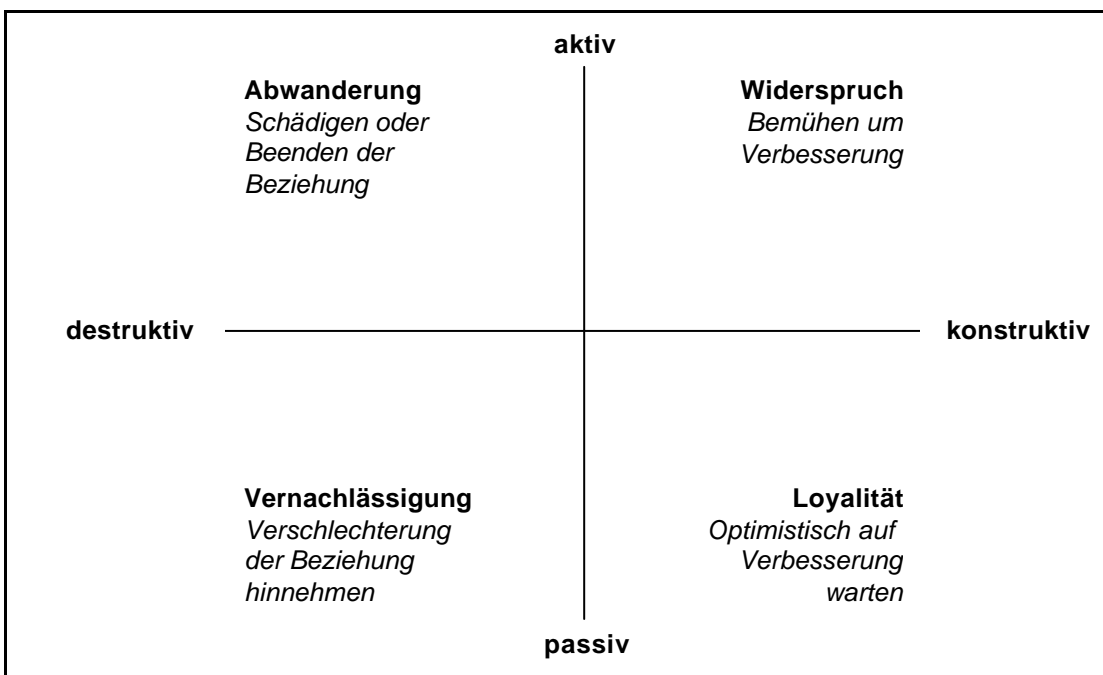 aktiv
Abwanderung
Schädigen oder
Beenden der
Beziehung
Widerspruch
Bemühen um
Verbesserung
destruktiv
konstruktiv
Vernachlässigung
Verschlechterung
der Beziehung
hinnehmen
Loyalität
Optimistisch auf
Verbesserung
warten
passiv